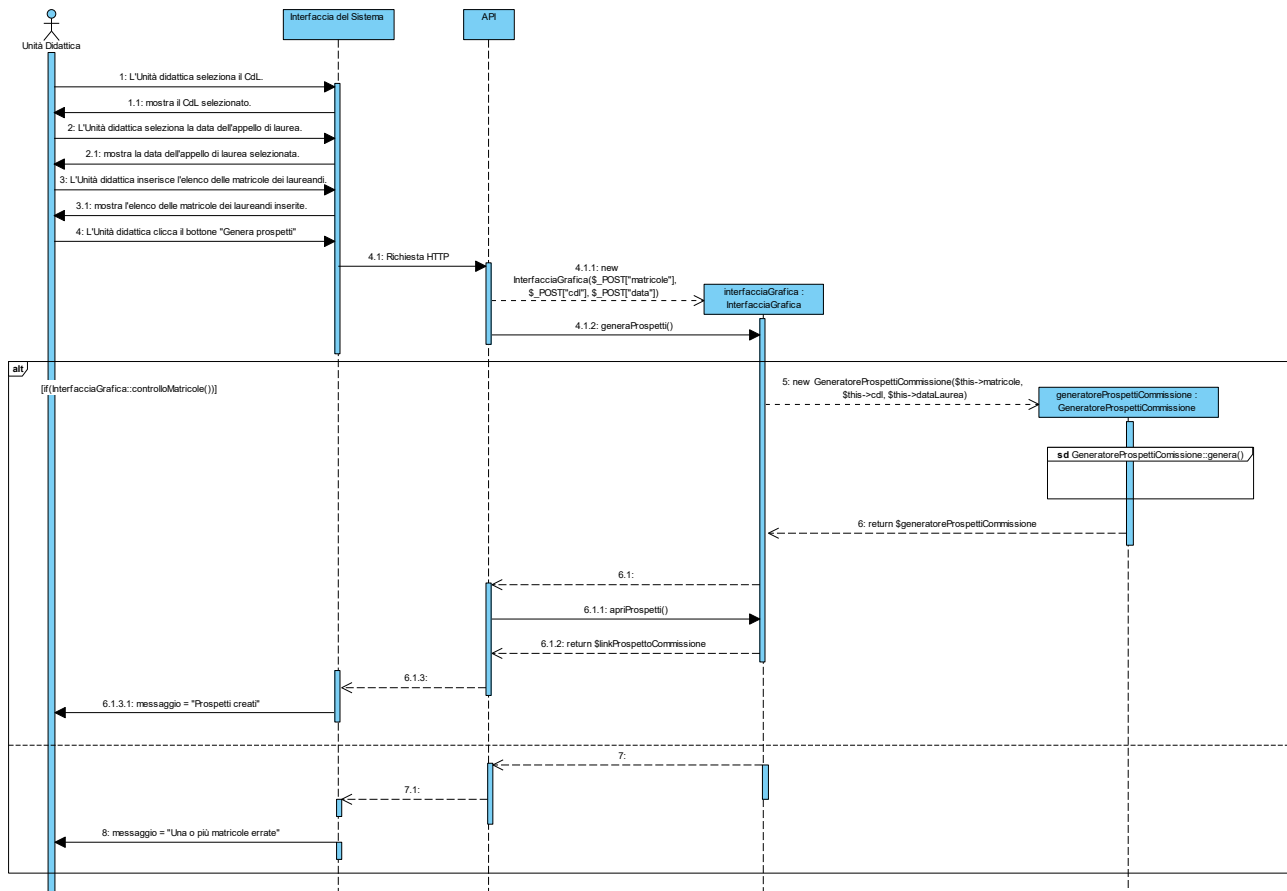 Interfaccia del Sistema
API
Unità Didattica
1: L'Unità didattica seleziona il CdL.
1.1: mostra il CdL selezionato.
2: L'Unità didattica seleziona la data dell'appello di laurea.
2.1: mostra la data dell'appello di laurea selezionata.
3: L'Unità didattica inserisce l'elenco delle matricole dei laureandi.
3.1: mostra l'elenco delle matricole dei laureandi inserite.
4: L'Unità didattica clicca il bottone "Genera prospetti"
4.1: Richiesta HTTP
4.1.1: new
InterfacciaGrafica($_POST["matricole"],
$_POST["cdl"], $_POST["data"])
interfacciaGrafica :
InterfacciaGrafica
4.1.2: generaProspetti()
alt
[if(InterfacciaGrafica::controlloMatricole())]
5: new GeneratoreProspettiCommissione($this->matricole,
$this->cdl, $this->dataLaurea)
generatoreProspettiCommissione :
GeneratoreProspettiCommissione
sd GeneratoreProspettiComissione::genera()
6: return $generatoreProspettiCommissione
6.1:
6.1.1: apriProspetti()
6.1.2: return $linkProspettoCommissione
6.1.3:
6.1.3.1: messaggio = "Prospetti creati"
7:
7.1:
8: messaggio = "Una o più matricole errate"